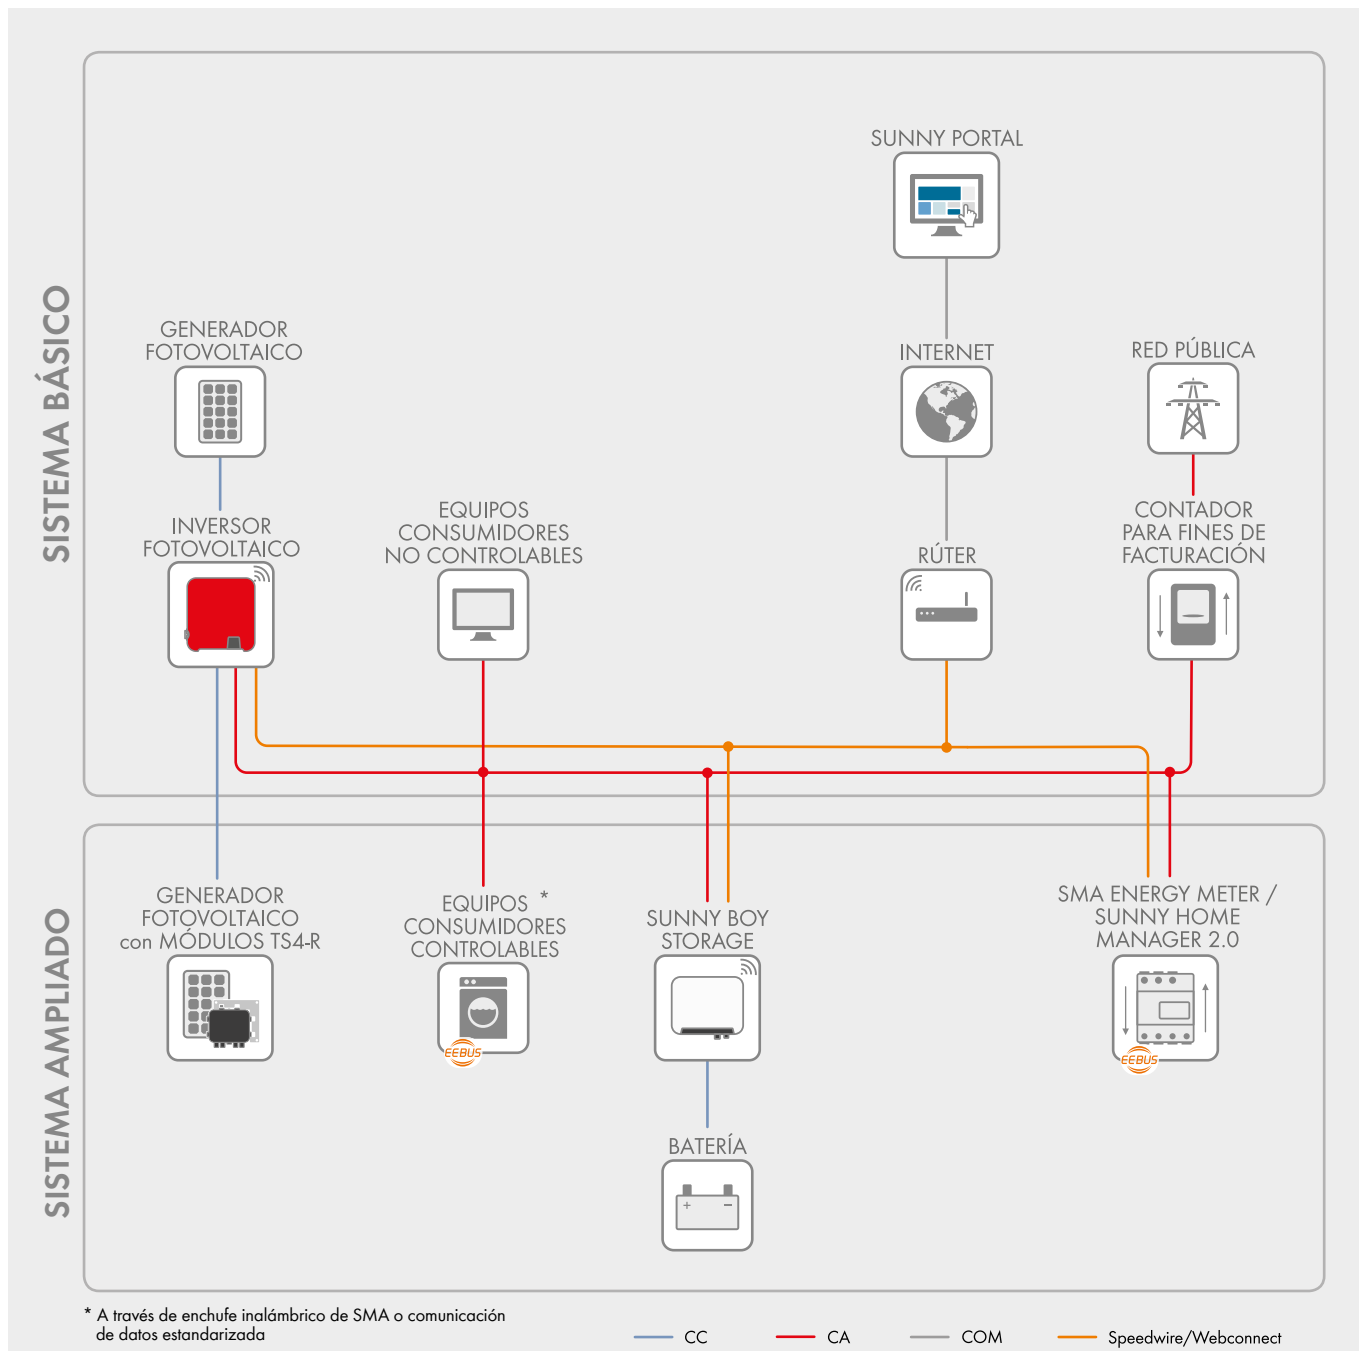 SISTEMA BÁSICO
SUNNY PORTAL
GENERADOR
FOTOVOLTAICO
INTERNET
RED PÚBLICA
INVERSOR
FOTOVOLTAICO
EQUIPOS
CONSUMIDORES
NO CONTROLABLES
RÚTER
CONTADOR
PARA FINES DE
FACTURACIÓN
SISTEMA AMPLIADO
GENERADOR
FOTOVOLTAICO
con MÓDULOS TS4-R
EQUIPOS *
CONSUMIDORES
CONTROLABLES
EEBUS
SUNNY BOY
STORAGE
SMA ENERGY METER /
SUNNY HOME
MANAGER 2.0
EEBUS
BATERÍA
+ −
* A través de enchufe inalámbrico de SMA o comunicación
de datos estandarizada
CC
CA
COM
Speedwire/Webconnect